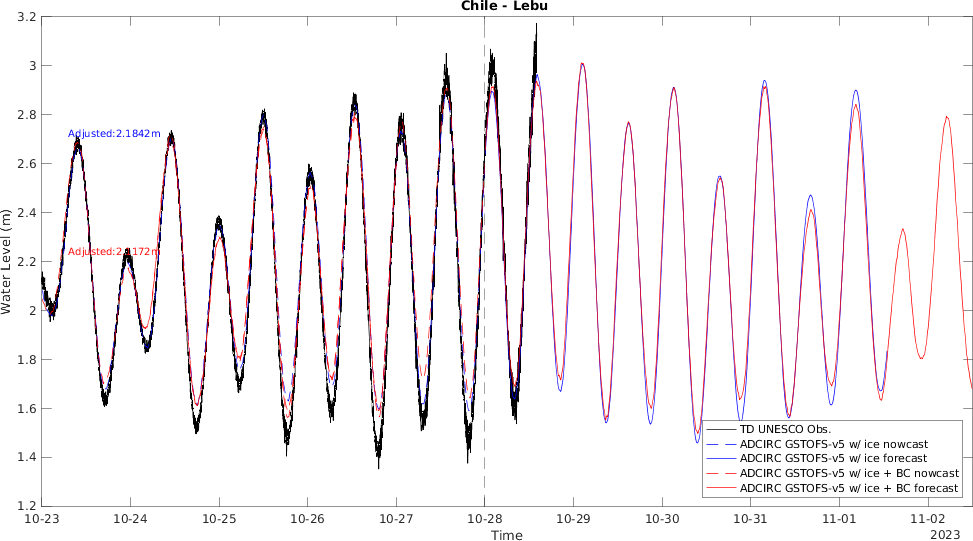 Chile - Lebu
3.2
3
2.8
2.6
2.4
2.2
2
1.8
1.6
1.4
1.2
Water Level (m)
Adjusted:2.1842m
TD UNESCO Obs.
ADCIRC GSTOFS-v5 w/ ice nowcast
ADCIRC GSTOFS-v5 w/ ice forecast
ADCIRC GSTOFS-v5 w/ ice + BC nowcast
ADCIRC GSTOFS-v5 w/ ice + BC forecast
10-23 10-24 10-25 10-26 10-27 10-28 10-29 10-30 10-31 11-01 11-02
2023
Time